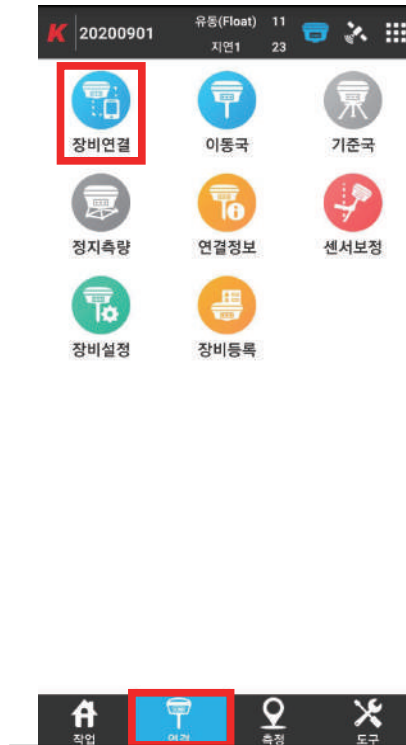 K 20200901 유동(Float) 11
지연1 23
장비연결 이동국 기준국
정지측량 연결정보 센서보정
장비설정 장비등록
작업 연결 측정 도구